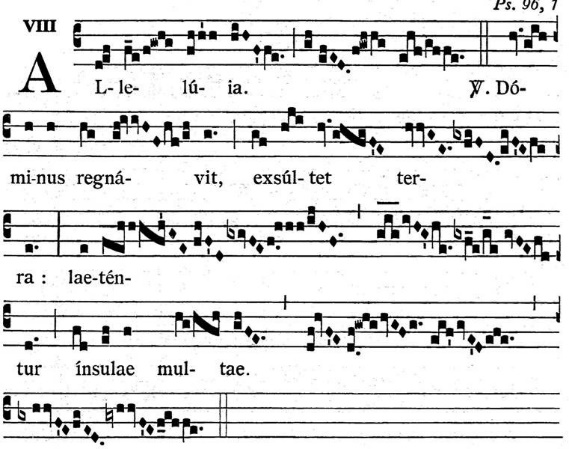 Ps. 96, 1
VIII
AL- le- lú- ia. ℣. Dó-
mi-nus regná- vit, exsúl- tet ter-
ra : lae-tén-
tur ínsulae mul- tae.